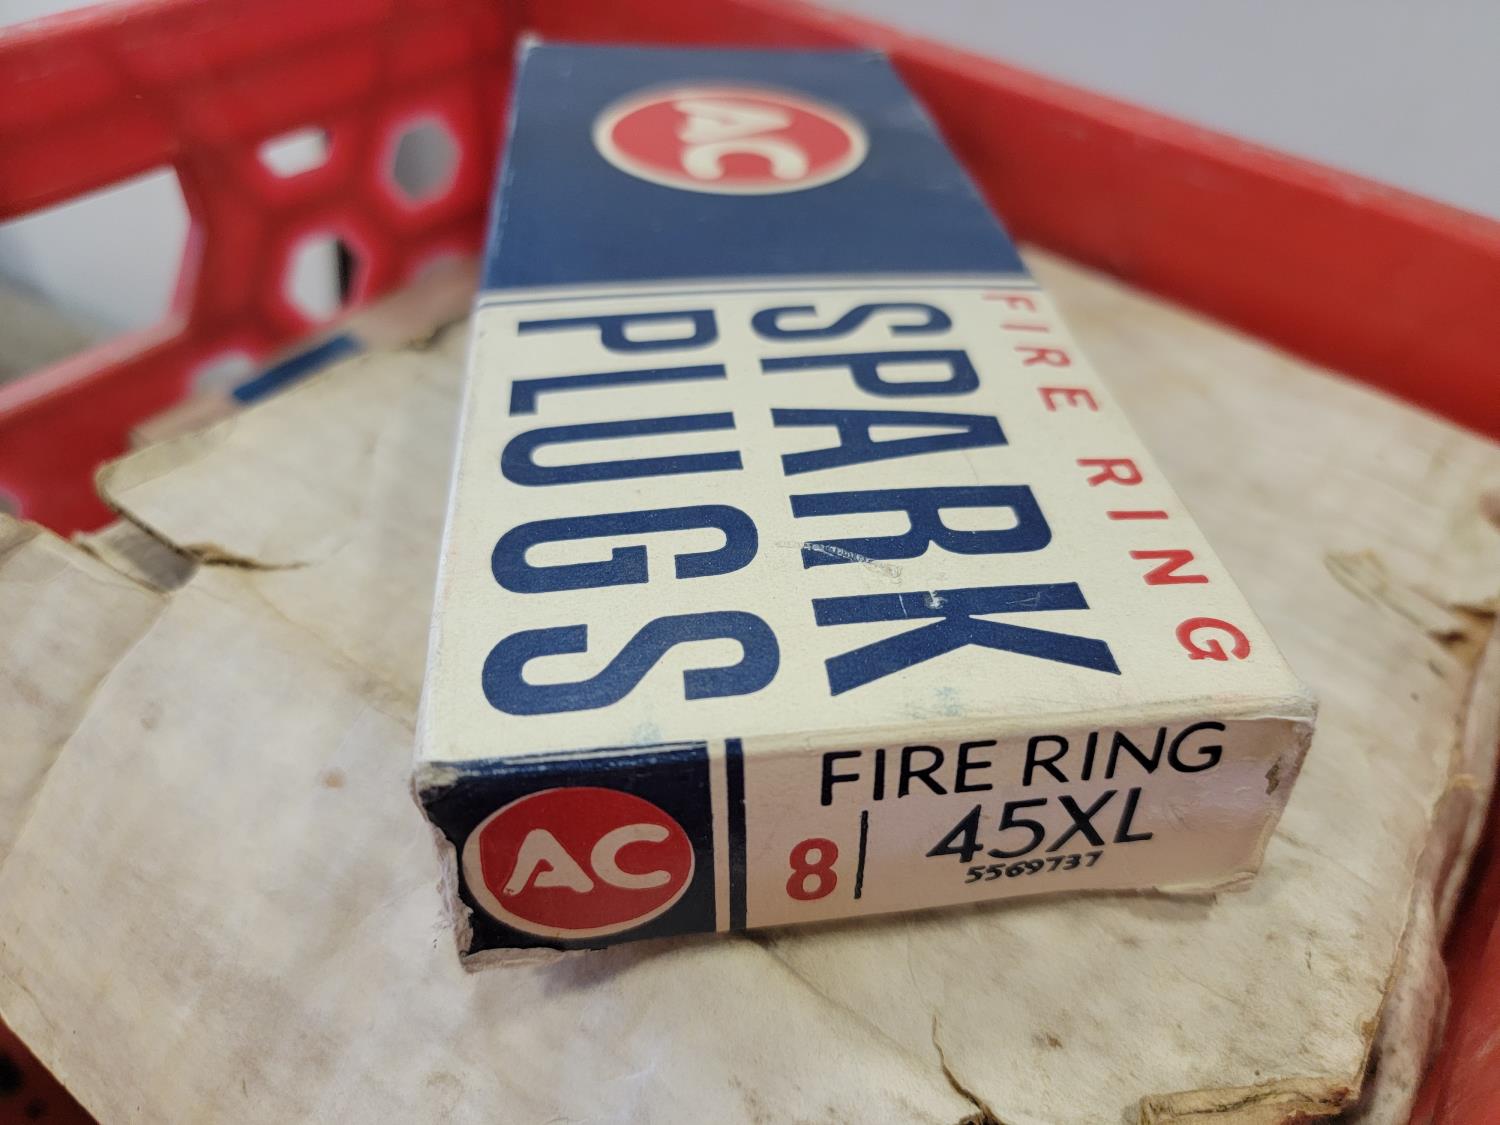 AC
FIRE RING
SPARK
PLUGS
AC
FIRE RING
8
45XL
5569737